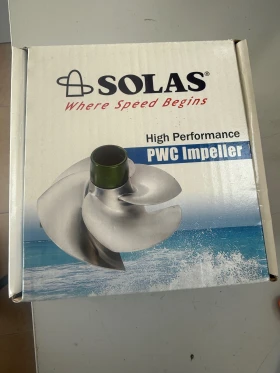 SOLAS®
Where Speed Begins
High Performance
PWC Impeller